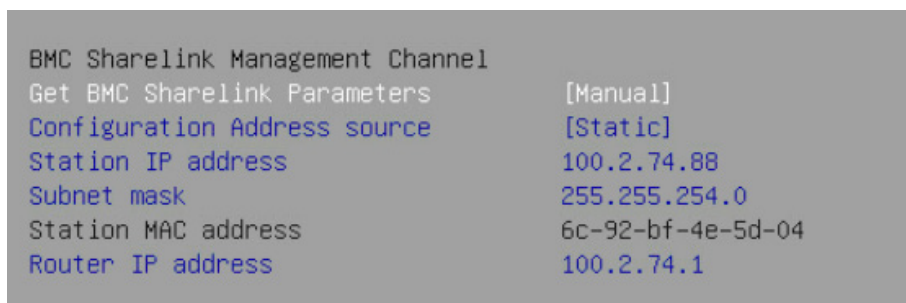 BMC Sharelink Management Channel
Get BMC Sharelink Parameters [Manual]
Configuration Address source [Static]
Station IP address 100.2.74.88
Subnet mask 255.255.254.0
Station MAC address 6c-92-bf-4e-5d-04
Router IP address 100.2.74.1